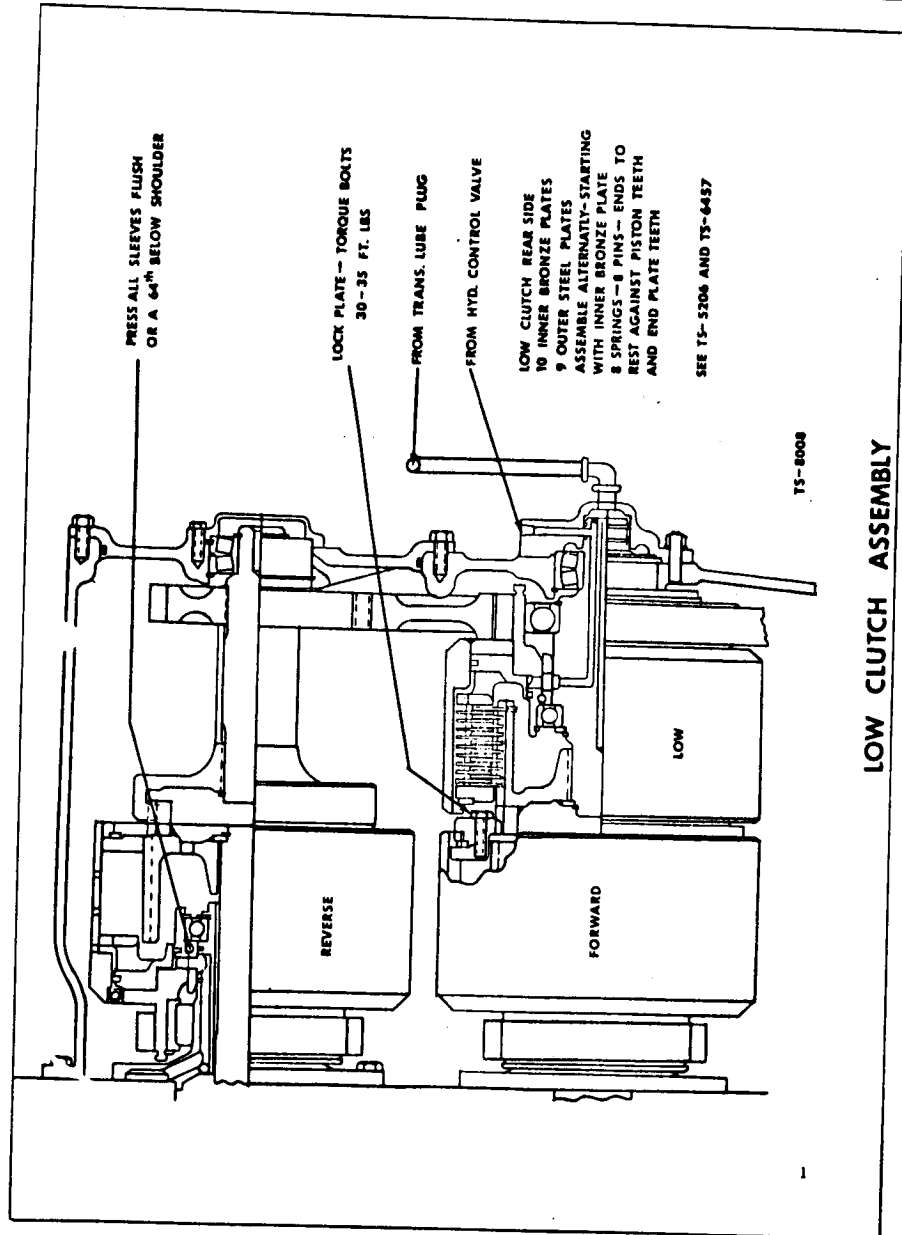 PRESS ALL SLEEVES FLUSH
OR A 64th BELOW SHOULDER
LOCK PLATE - TORQUE BOLTS
30-35 FT. LBS
FROM TRANS. LUBE PLUG
FROM HYD. CONTROL VALVE
LOW CLUTCH REAR SIDE
10 INNER BRONZE PLATES
9 OUTER STEEL PLATES
ASSEMBLE ALTERNATLY-STARTING
WITH INNER BRONZE PLATE
8 SPRINGS-8 PINS- ENDS TO
REST AGAINST PISTON TEETH
AND END PLATE TEETH
SEE TS-5206 AND TS-6457
REVERSE
FORWARD
LOW
TS-8008
LOW CLUTCH ASSEMBLY
1